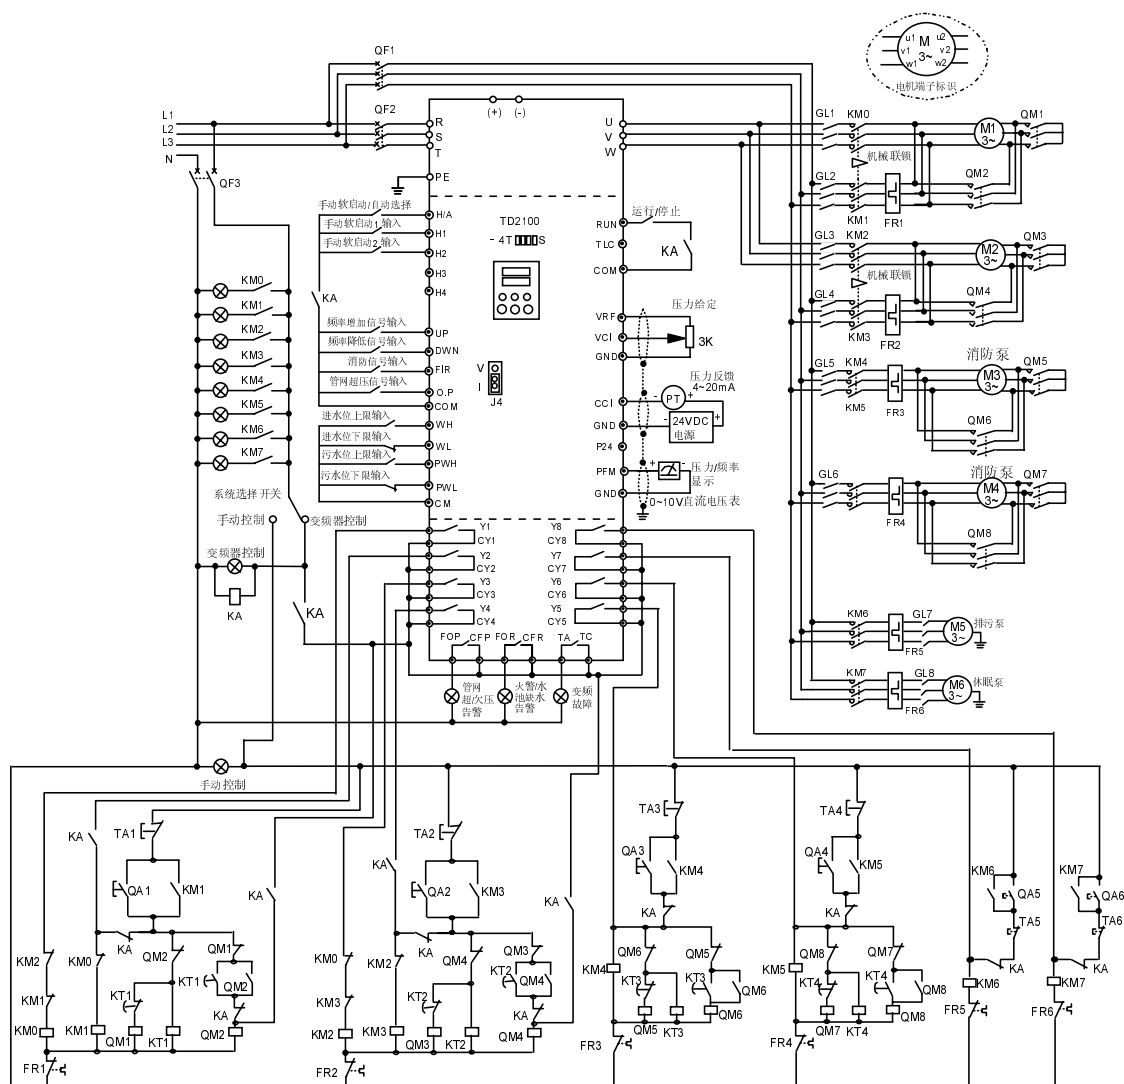 QF1
u1 M u2
v1 v2
w1 3~ w2
电机端子标识
L1
L2
L3
N
QF2
QF3
(+) (-)
R
S
T
PE
U
V
W
TD2100
- 4T S
手动软启动/自动选择
H/A
手动软启动1输入
H1
手动软启动2输入
H2
H3
H4
KA
频率增加信号输入
UP
频率降低信号输入
DWN
消防信号输入
FIR
管网超压信号输入
O.P
COM
进水位上限输入
WH
进水位下限输入
WL
污水位上限输入
PWH
污水位下限输入
PWL
CM
V
I
J4
运行/停止
RUN
TLC
COM
KA
压力给定
VRF
VCI
GND
3K
压力反馈
4~20mA
CCI
- PT +
GND
- 24VDC +
电源
P24
PFM
+ -
压力/频率
显示
GND
0~10V直流电压表
KM0
KM1
KM2
KM3
KM4
KM5
KM6
KM7
系统选择开关
手动控制
变频器控制
变频器控制
KA
KA
Y1
CY1
Y2
CY2
Y3
CY3
Y4
CY4
Y8
CY8
Y7
CY7
Y6
CY6
Y5
CY5
FOP CFP FOR CFR TA TC
管网
超/欠压
告警
火警/水
池缺水
告警
变频
故障
GL1 KM0
机械联锁
M1
3~
QM1
GL2
KM1
FR1
QM2
GL3 KM2
机械联锁
M2
3~
QM3
GL4
KM3
FR2
QM4
GL5 KM4
KM5
FR3
消防泵
M3
3~
QM5
QM6
GL6
FR4
消防泵
M4
3~
QM7
QM8
KM6
FR5
GL7
M5
3~
排污泵
KM7
FR6
GL8
M6
3~
休眠泵
手动控制
KA
TA1
QA1
KM1
KA
KM2
KM0
KA
QM2
QM1
KM1
KT1
KT1
QM2
KA
KM0
KM1
QM1
KT1
QM2
FR1
KA
TA2
QA2
KM3
KA
KM0
KM2
KA
QM4
QM3
KM3
KT2
KT2
QM4
KA
KM2
KM3
QM3
KT2
QM4
FR2
TA3
QA3
KM4
KA
QM6
QM5
KM4
KT3
KT3
QM6
QM5
KT3
QM6
FR3
TA4
QA4
KM5
KA
QM8
QM7
KM5
KT4
KT4
QM8
QM7
KT4
QM8
FR4
KM6
QA5
TA5
KA
KM6
FR5
KM7
QA6
TA6
KA
KM7
FR6